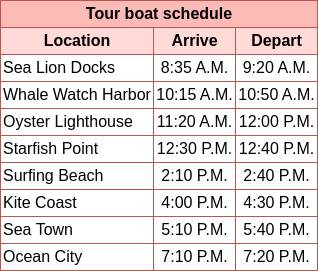 Tour boat schedule
Location Arrive Depart
Sea Lion Docks 8:35 A.M. 9:20 A.M.
Whale Watch Harbor 10:15 A.M. 10:50 A.M.
Oyster Lighthouse 11:20 A.M. 12:00 P.M.
Starfish Point 12:30 P.M. 12:40 P.M.
Surfing Beach 2:10 P.M. 2:40 P.M.
Kite Coast 4:00 P.M. 4:30 P.M.
Sea Town 5:10 P.M. 5:40 P.M.
Ocean City 7:10 P.M. 7:20 P.M.